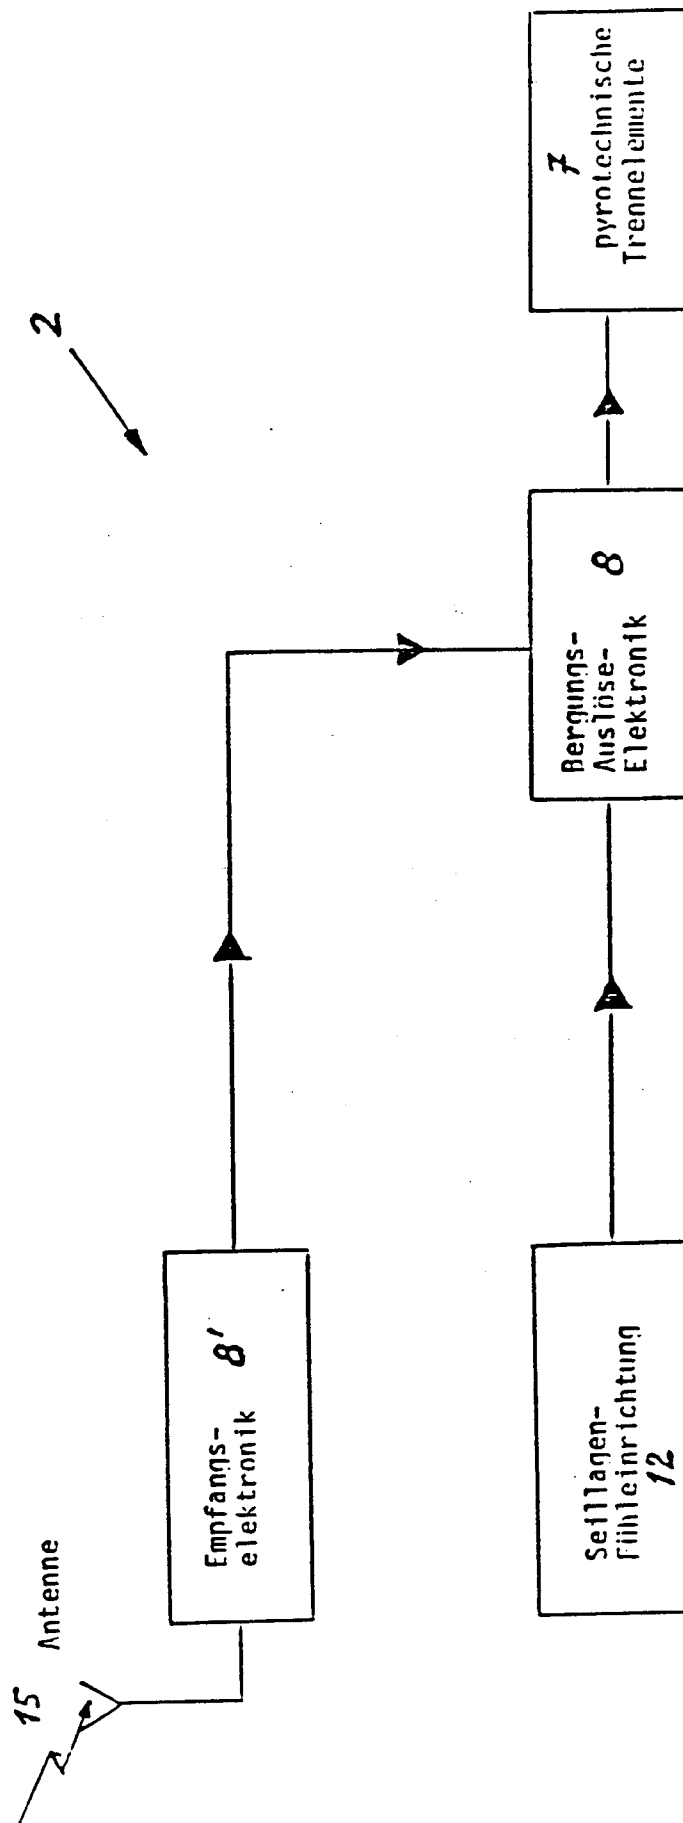 2
15
Antenne
Empfangs-
elektronik 8'
Seillagen-
Fühleinrichtung
12
Bergungs-
Auslöse-
Elektronik 8
7
pyrotechnische
Trennelemente